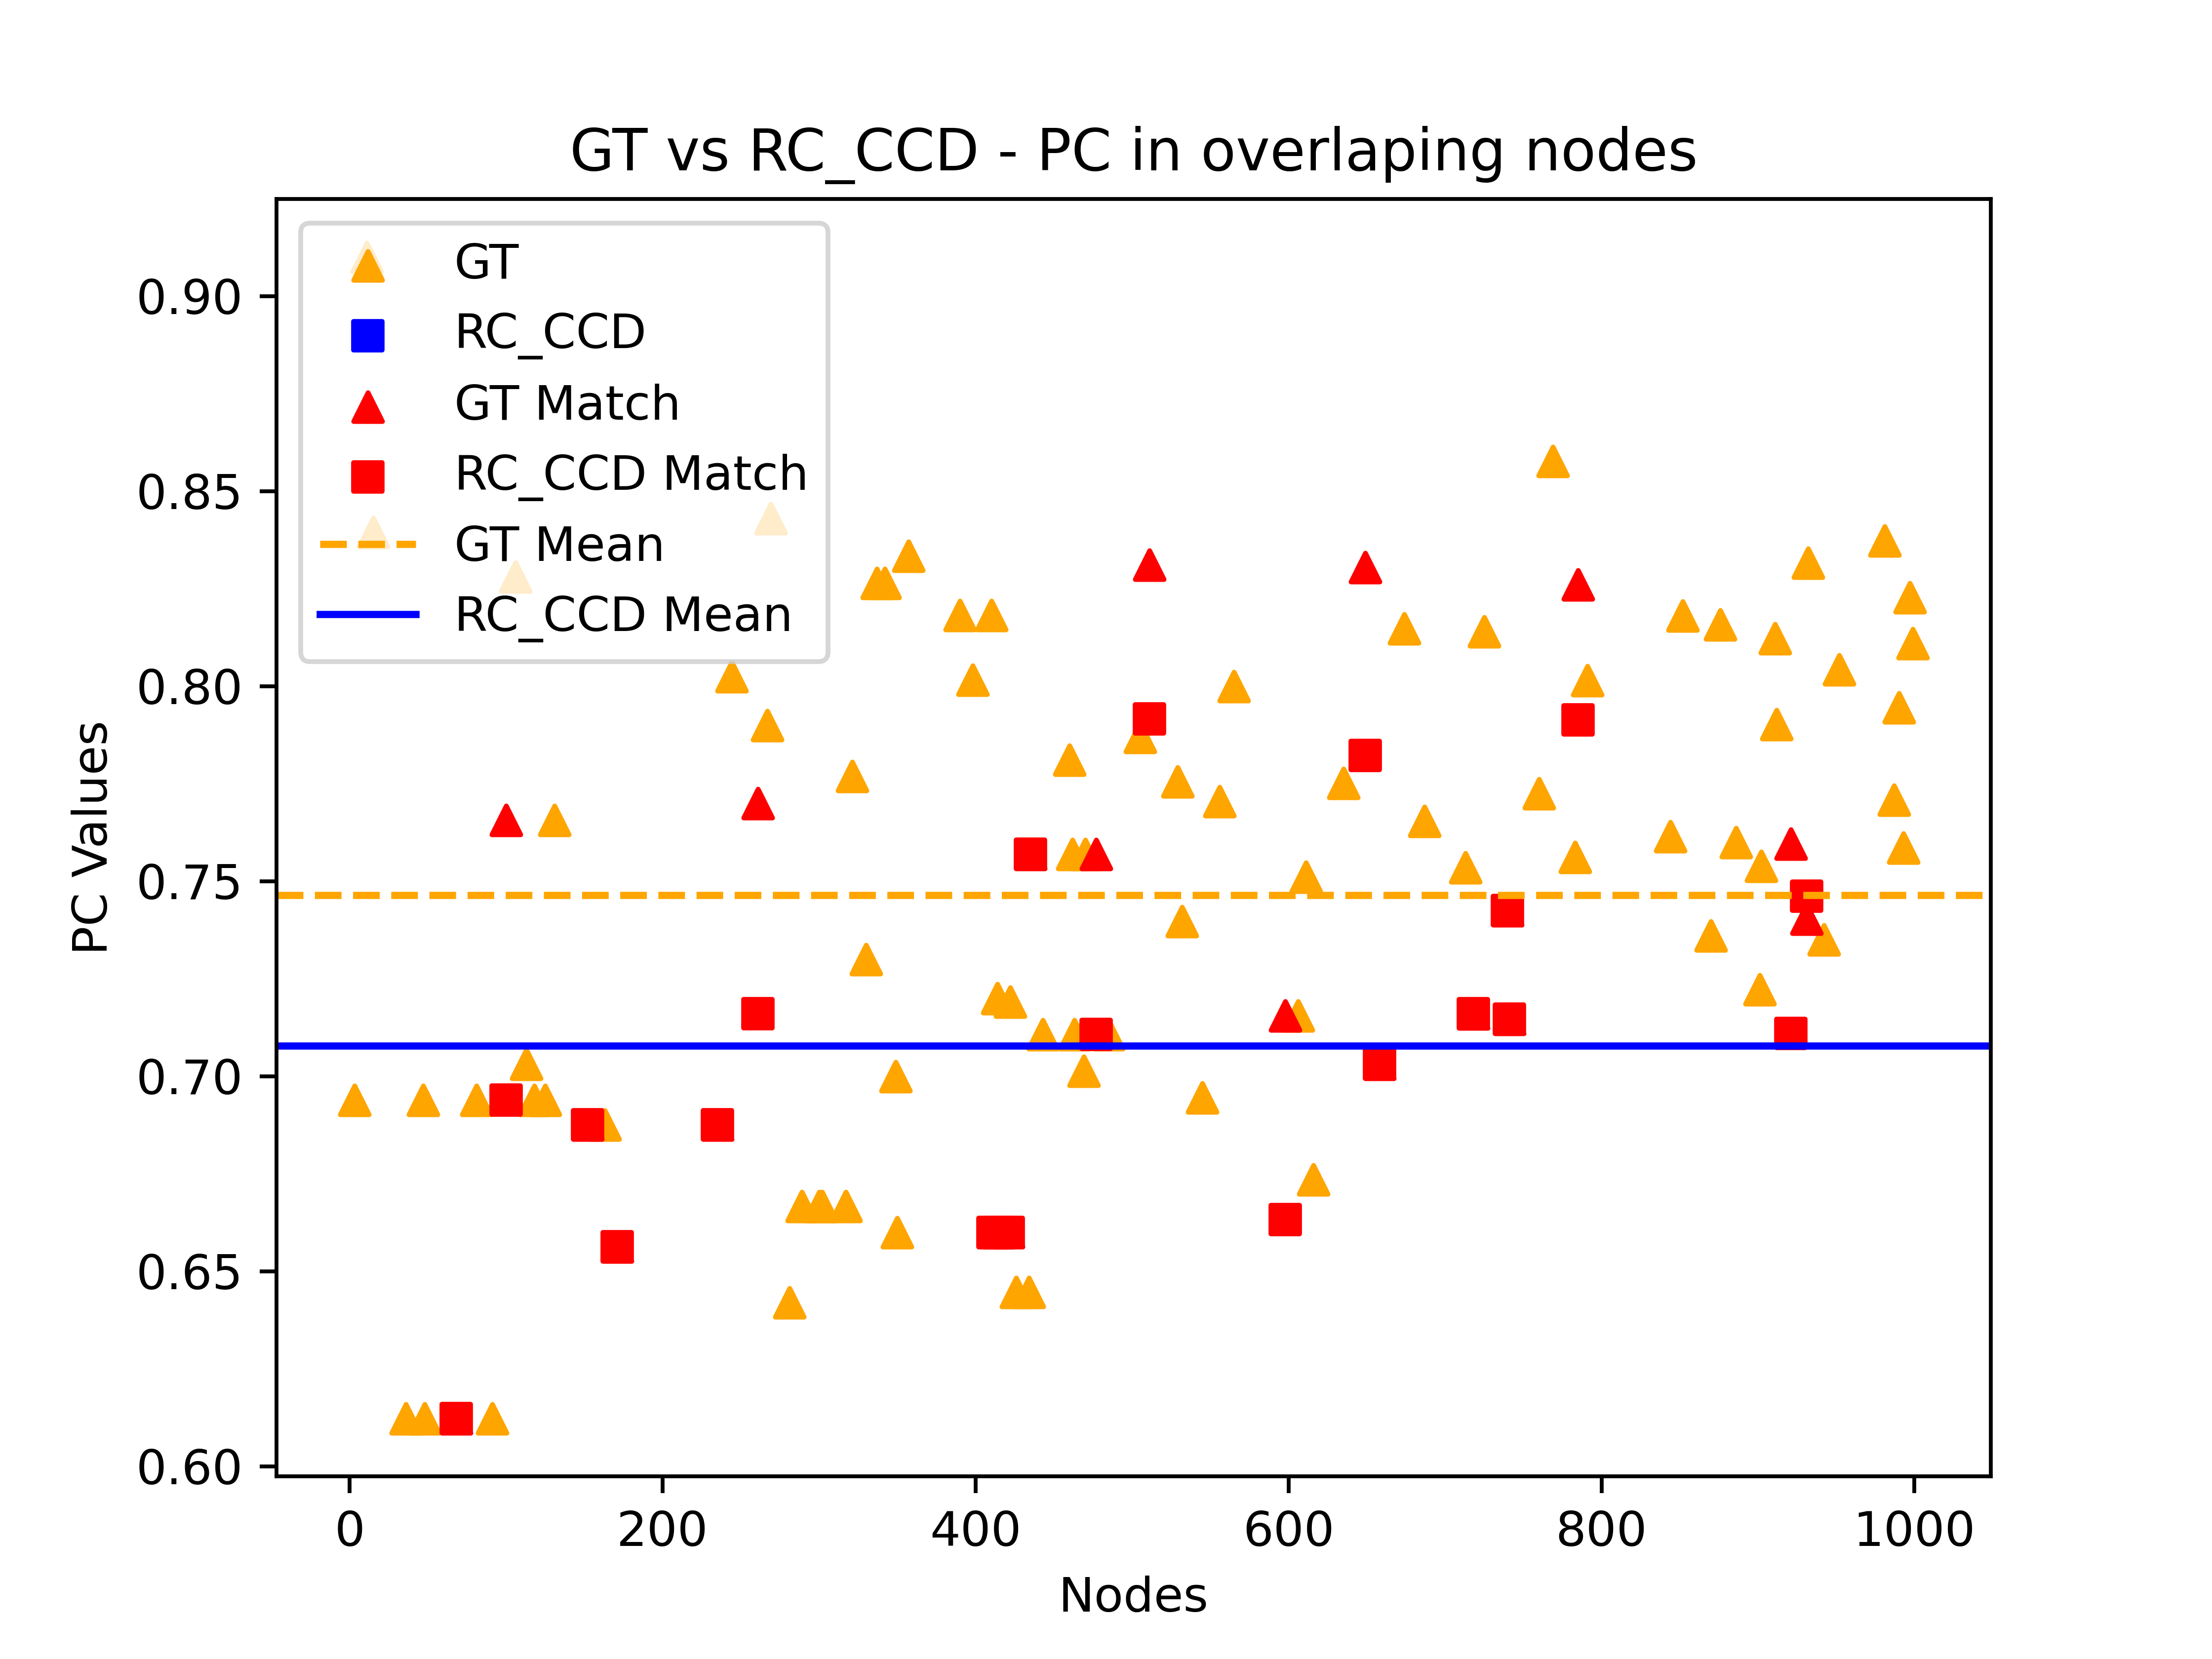 GT vs RC_CCD - PC in overlaping nodes
GT
RC_CCD
GT Match
RC_CCD Match
GT Mean
RC_CCD Mean
PC Values
0.90
0.85
0.80
0.75
0.70
0.65
0.60
0 200 400 600 800 1000
Nodes